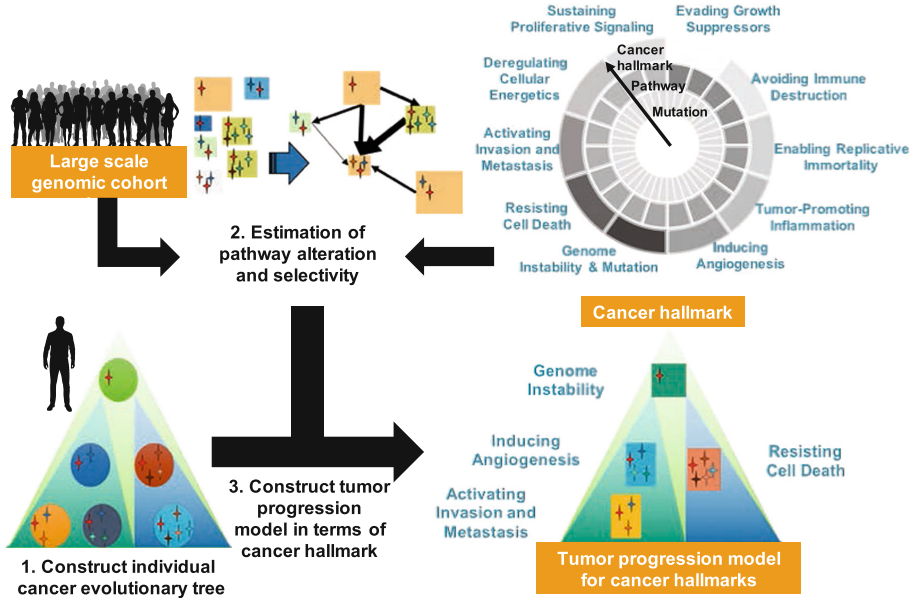 Sustaining
Proliferative Signaling
Evading Growth
Suppressors
Deregulating
Cellular
Energetics
Cancer
hallmark
Pathway
Mutation
Avoiding Immune
Destruction
Large scale
genomic cohort
Activating
Invasion and
Metastasis
Enabling Replicative
Immortality
Resisting
Cell Death
Tumor-Promoting
Inflammation
Genome
Instability & Mutation
Inducing
Angiogenesis
2. Estimation of
pathway alteration
and selectivity
Cancer hallmark
Genome
Instability
Inducing
Angiogenesis
Resisting
Cell Death
Activating
Invasion and
Metastasis
3. Construct tumor
progression
model in terms of
cancer hallmark
1. Construct individual
cancer evolutionary tree
Tumor progression model
for cancer hallmarks